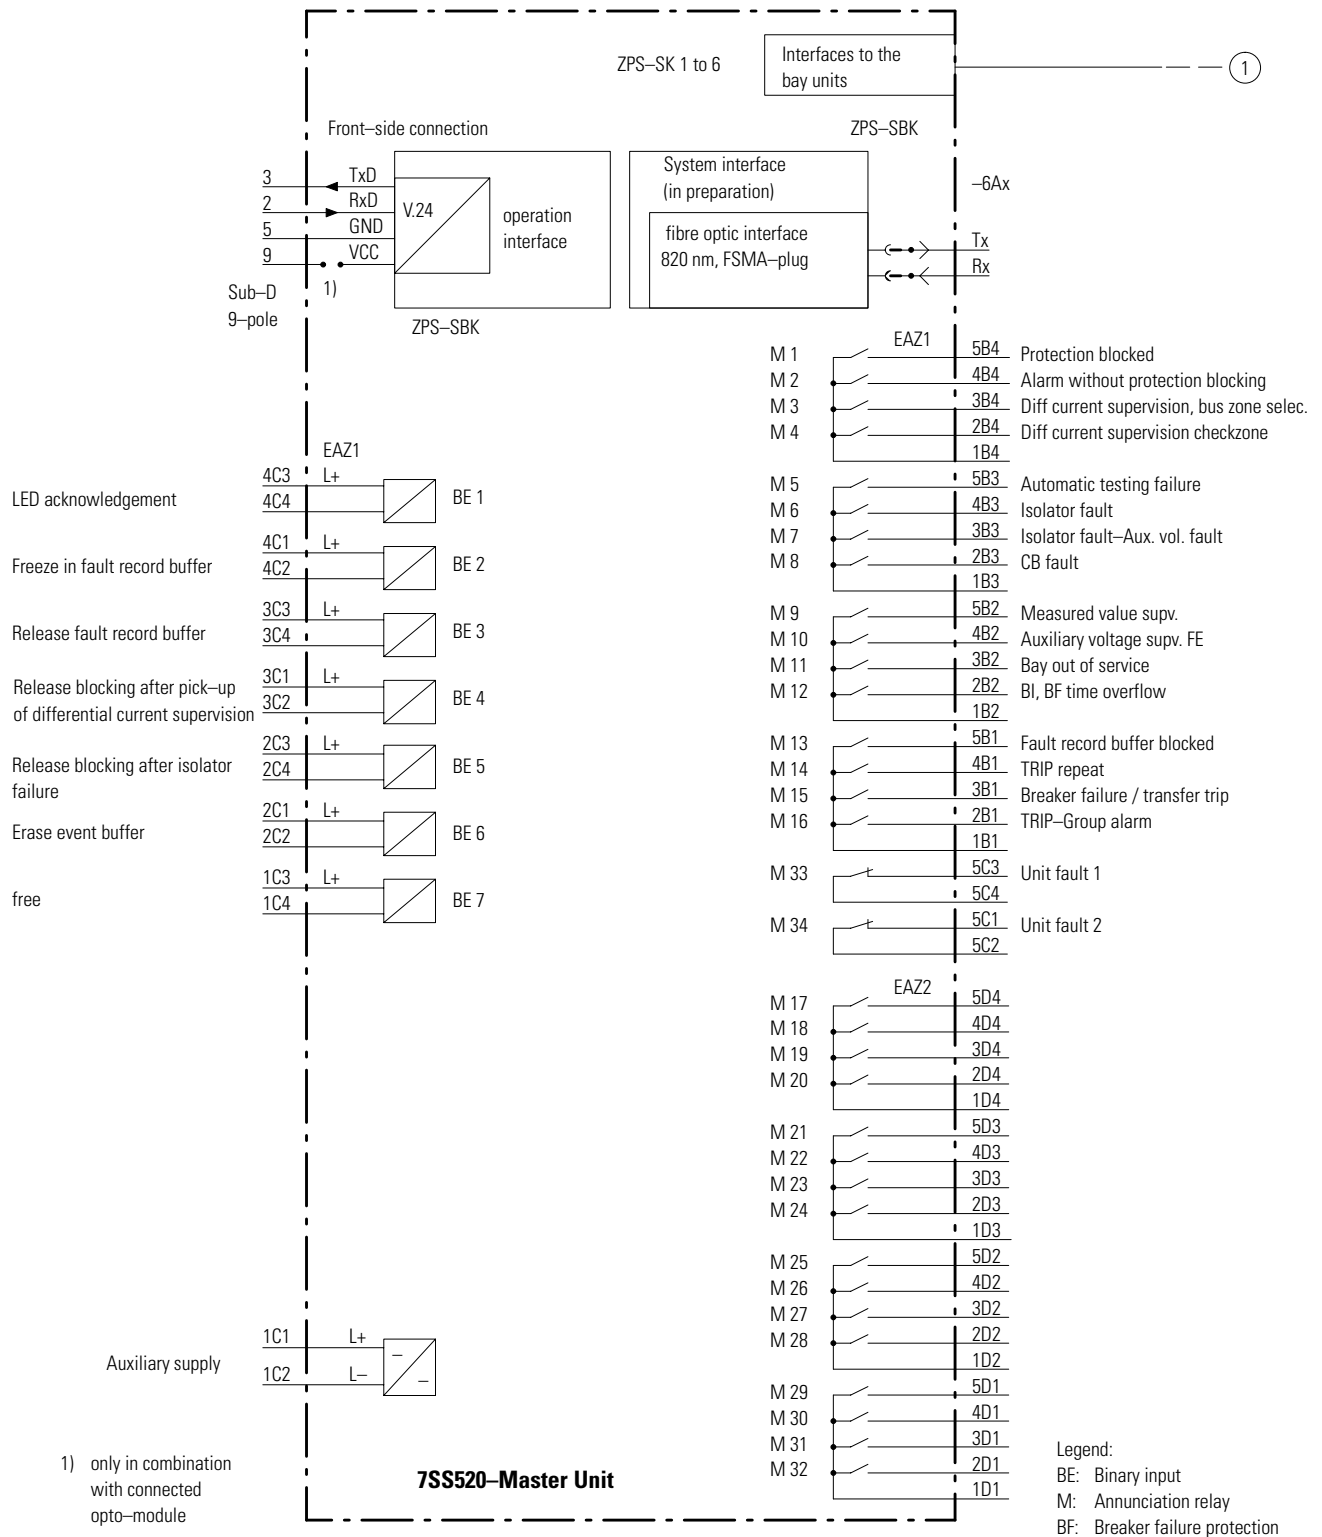 ZPS–SK 1 to 6
Interfaces to the
bay units
1
Front–side connection
ZPS–SBK
3 TxD
2 RxD
5 GND
9 VCC
V.24
operation
interface
Sub–D
9–pole
1)
ZPS–SBK
System interface
(in preparation)
fibre optic interface
820 nm, FSMA–plug
–6Ax
Tx
Rx
EAZ1
M 1 5B4 Protection blocked
M 2 4B4 Alarm without protection blocking
M 3 3B4 Diff current supervision, bus zone selec.
M 4 2B4 Diff current supervision checkzone
1B4
M 5 5B3 Automatic testing failure
M 6 4B3 Isolator fault
M 7 3B3 Isolator fault–Aux. vol. fault
M 8 2B3 CB fault
1B3
M 9 5B2 Measured value supv.
M 10 4B2 Auxiliary voltage supv. FE
M 11 3B2 Bay out of service
M 12 2B2 BI, BF time overflow
1B2
M 13 5B1 Fault record buffer blocked
M 14 4B1 TRIP repeat
M 15 3B1 Breaker failure / transfer trip
M 16 2B1 TRIP–Group alarm
1B1
M 33 5C3 Unit fault 1
5C4
M 34 5C1 Unit fault 2
5C2
EAZ1
4C3 L+
LED acknowledgement
4C4
BE 1
4C1 L+
Freeze in fault record buffer
4C2
BE 2
3C3 L+
Release fault record buffer
3C4
BE 3
3C1 L+
Release blocking after pick–up
3C2
of differential current supervision
BE 4
2C3 L+
Release blocking after isolator
2C4
failure
BE 5
2C1 L+
Erase event buffer
2C2
BE 6
1C3 L+
free
1C4
BE 7
EAZ2
M 17 5D4
M 18 4D4
M 19 3D4
M 20 2D4
1D4
M 21 5D3
M 22 4D3
M 23 3D3
M 24 2D3
1D3
M 25 5D2
M 26 4D2
M 27 3D2
M 28 2D2
1D2
M 29 5D1
M 30 4D1
M 31 3D1
M 32 2D1
1D1
1C1 L+
Auxiliary supply
1C2 L–
–
–
1) only in combination
with connected
opto–module
7SS520–Master Unit
Legend:
BE: Binary input
M: Annunciation relay
BF: Breaker failure protection